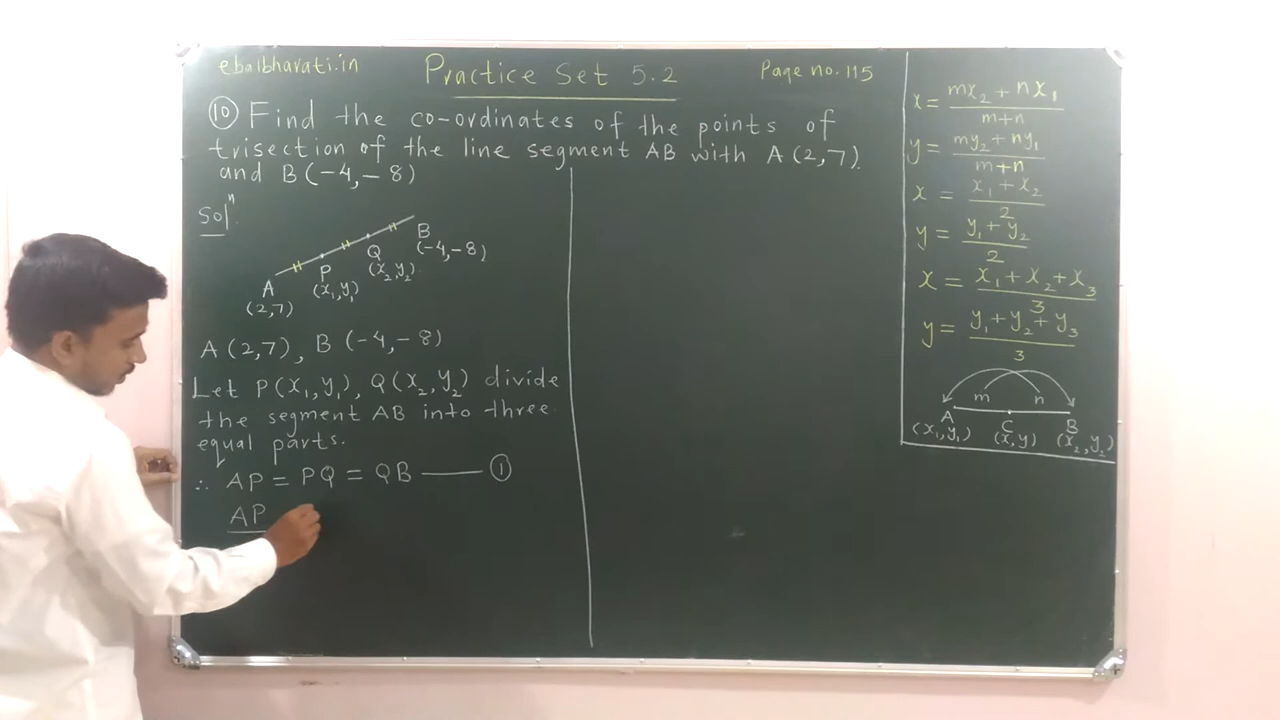 ebalbharati.in
Practice Set 5.2
Page no. 115
⑩ Find the co-ordinates of the points of
trisection of the line segment AB with A (2,7)
and B (−4, −8)
Solⁿ.
A
(2,7)
P
(x₁, y₁)
Q
(x₂, y₂)
B
(−4, −8)
A (2,7), B (−4, −8)
Let P(x₁, y₁), Q(x₂, y₂) divide
the segment AB into three
equal parts.
∴ AP = PQ = QB —— ①
AP
x = (mx₂ + nx₁)/(m+n)
y = (my₂ + ny₁)/(m+n)
x = (x₁ + x₂)/2
y = (y₁ + y₂)/2
x = (x₁ + x₂ + x₃)/3
y = (y₁ + y₂ + y₃)/3
m n
A C B
(x₁, y₁) (x, y) (x₂, y₂)